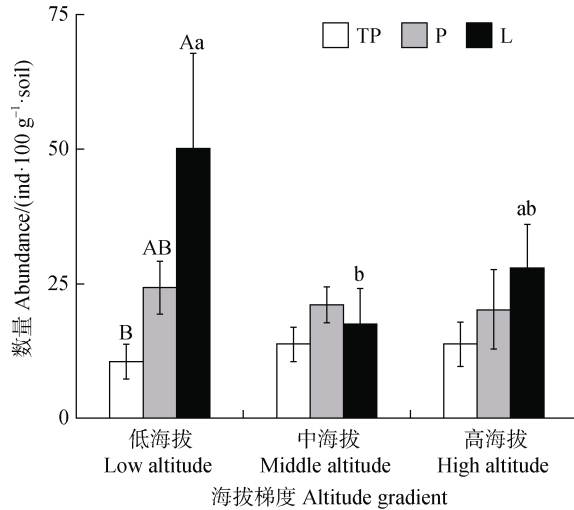 75
50
25
0
数量 Abundance/(ind·100 g⁻¹·soil)
TP P L
Aa
AB
B
b
ab
低海拔 中海拔 高海拔
Low altitude Middle altitude High altitude
海拔梯度 Altitude gradient